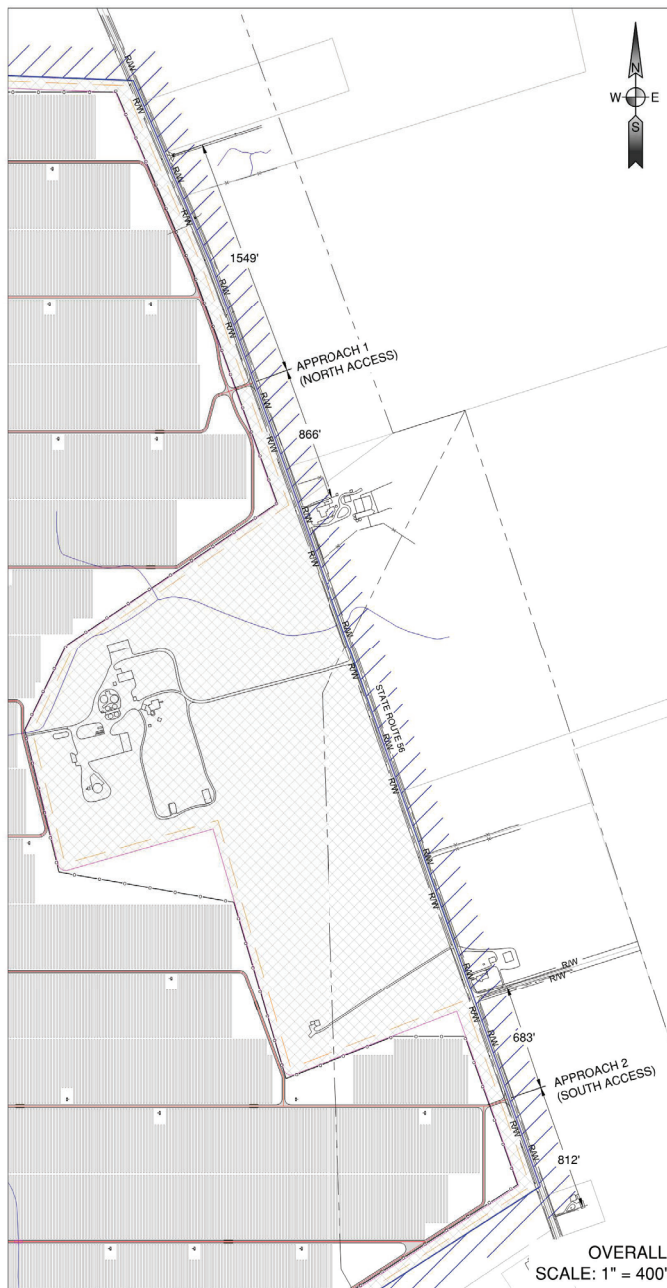 R/W
N
W E
S
R/W
R/W
R/W
1549'
R/W
R/W
APPROACH 1
(NORTH ACCESS)
R/W
866'
R/W
R/W
R/W
R/W
R/W
STATE ROUTE 56
R/W
R/W
R/W
R/W
R/W
R/W
R/W
R/W
683'
R/W
APPROACH 2
(SOUTH ACCESS)
R/W
812'
R/W
OVERALL
SCALE: 1" = 400'